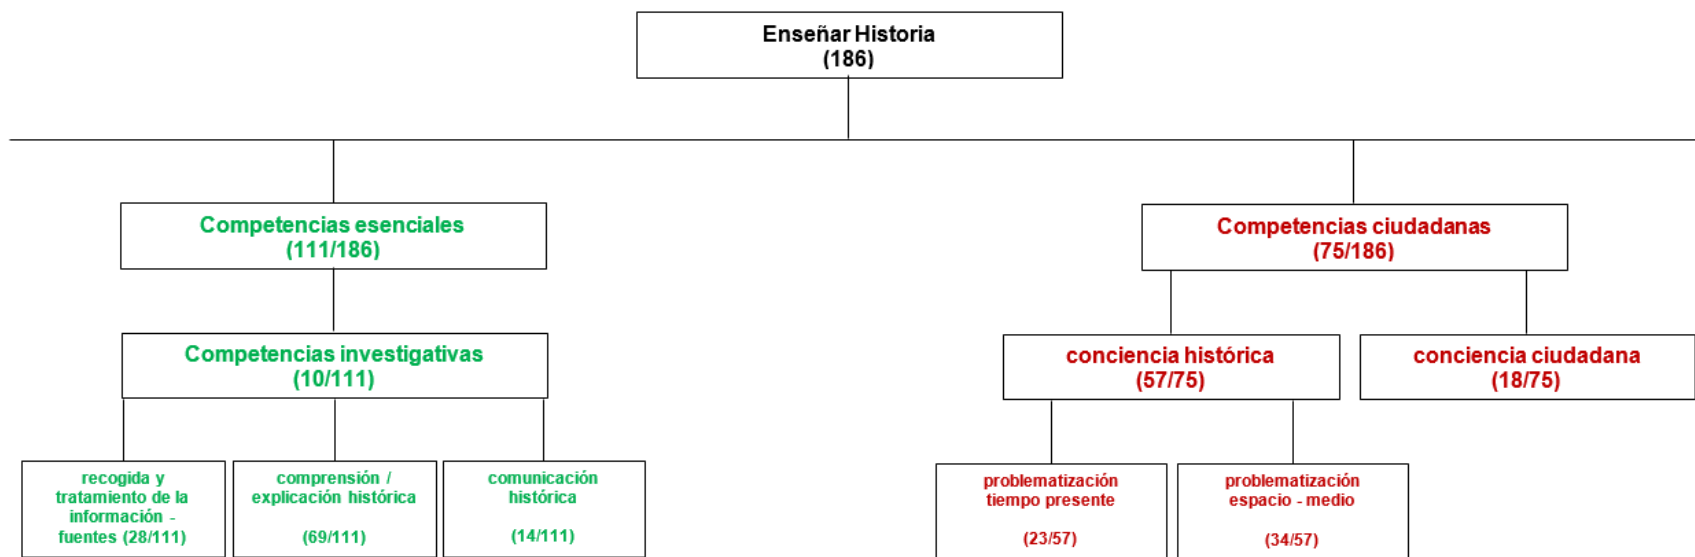 Enseñar Historia
(186)
Competencias esenciales
(111/186)
Competencias ciudadanas
(75/186)
Competencias investigativas
(10/111)
conciencia histórica
(57/75)
conciencia ciudadana
(18/75)
recogida y
tratamiento de la
información -
fuentes (28/111)
comprensión /
explicación histórica
(69/111)
comunicación
histórica
(14/111)
problematización
tiempo presente
(23/57)
problematización
espacio - medio
(34/57)